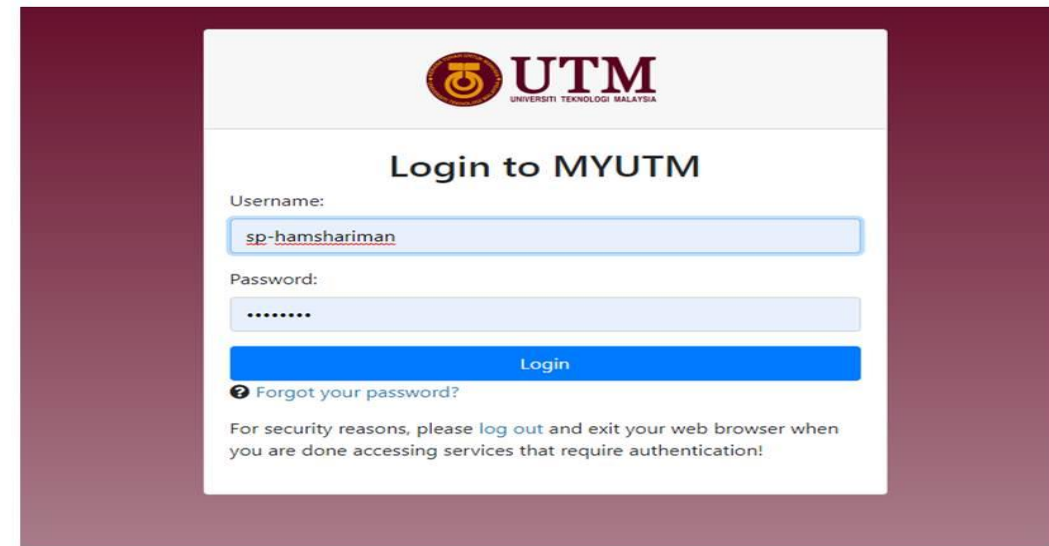 UTM
UNIVERSITI TEKNOLOGI MALAYSIA
Login to MYUTM
Username:
sp-hamshariman
Password:
••••••••
Login
Forgot your password?
For security reasons, please log out and exit your web browser when
you are done accessing services that require authentication!